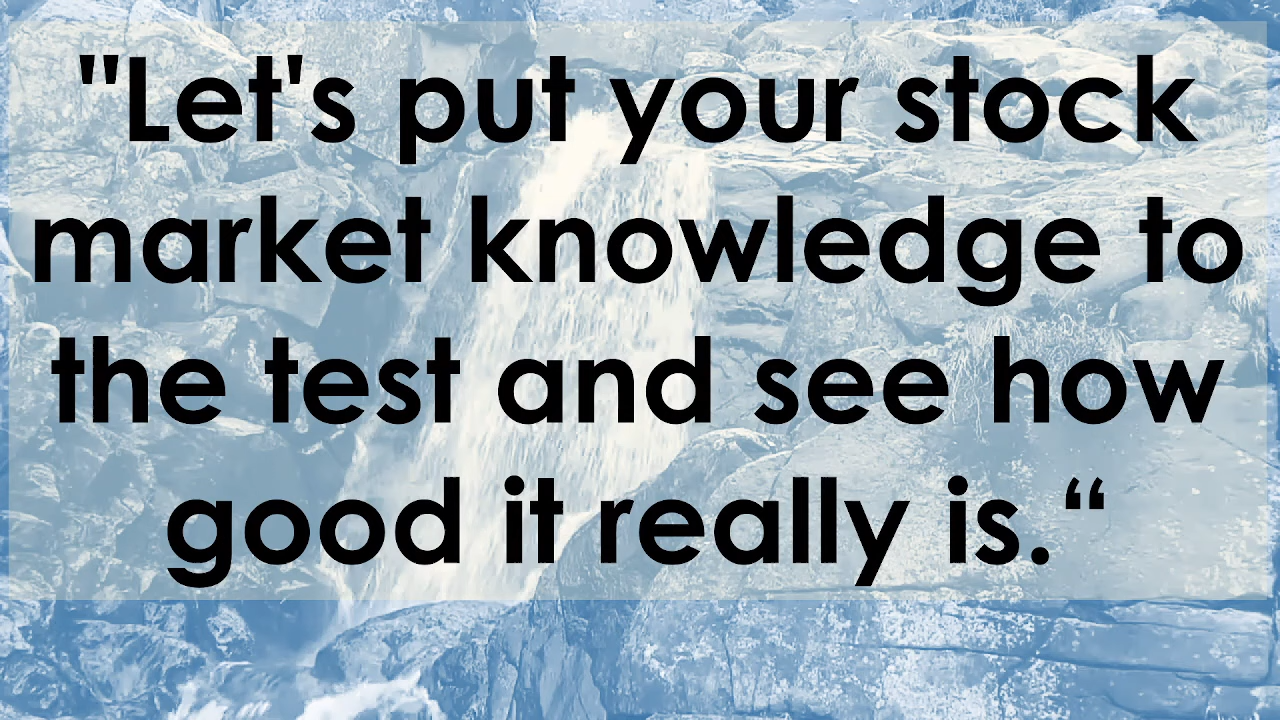 "Let's put your stock
market knowledge to
the test and see how
good it really is. “